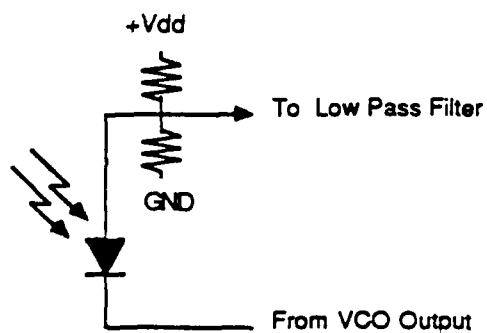 +Vdd
To Low Pass Filter
GND
From VCO Output